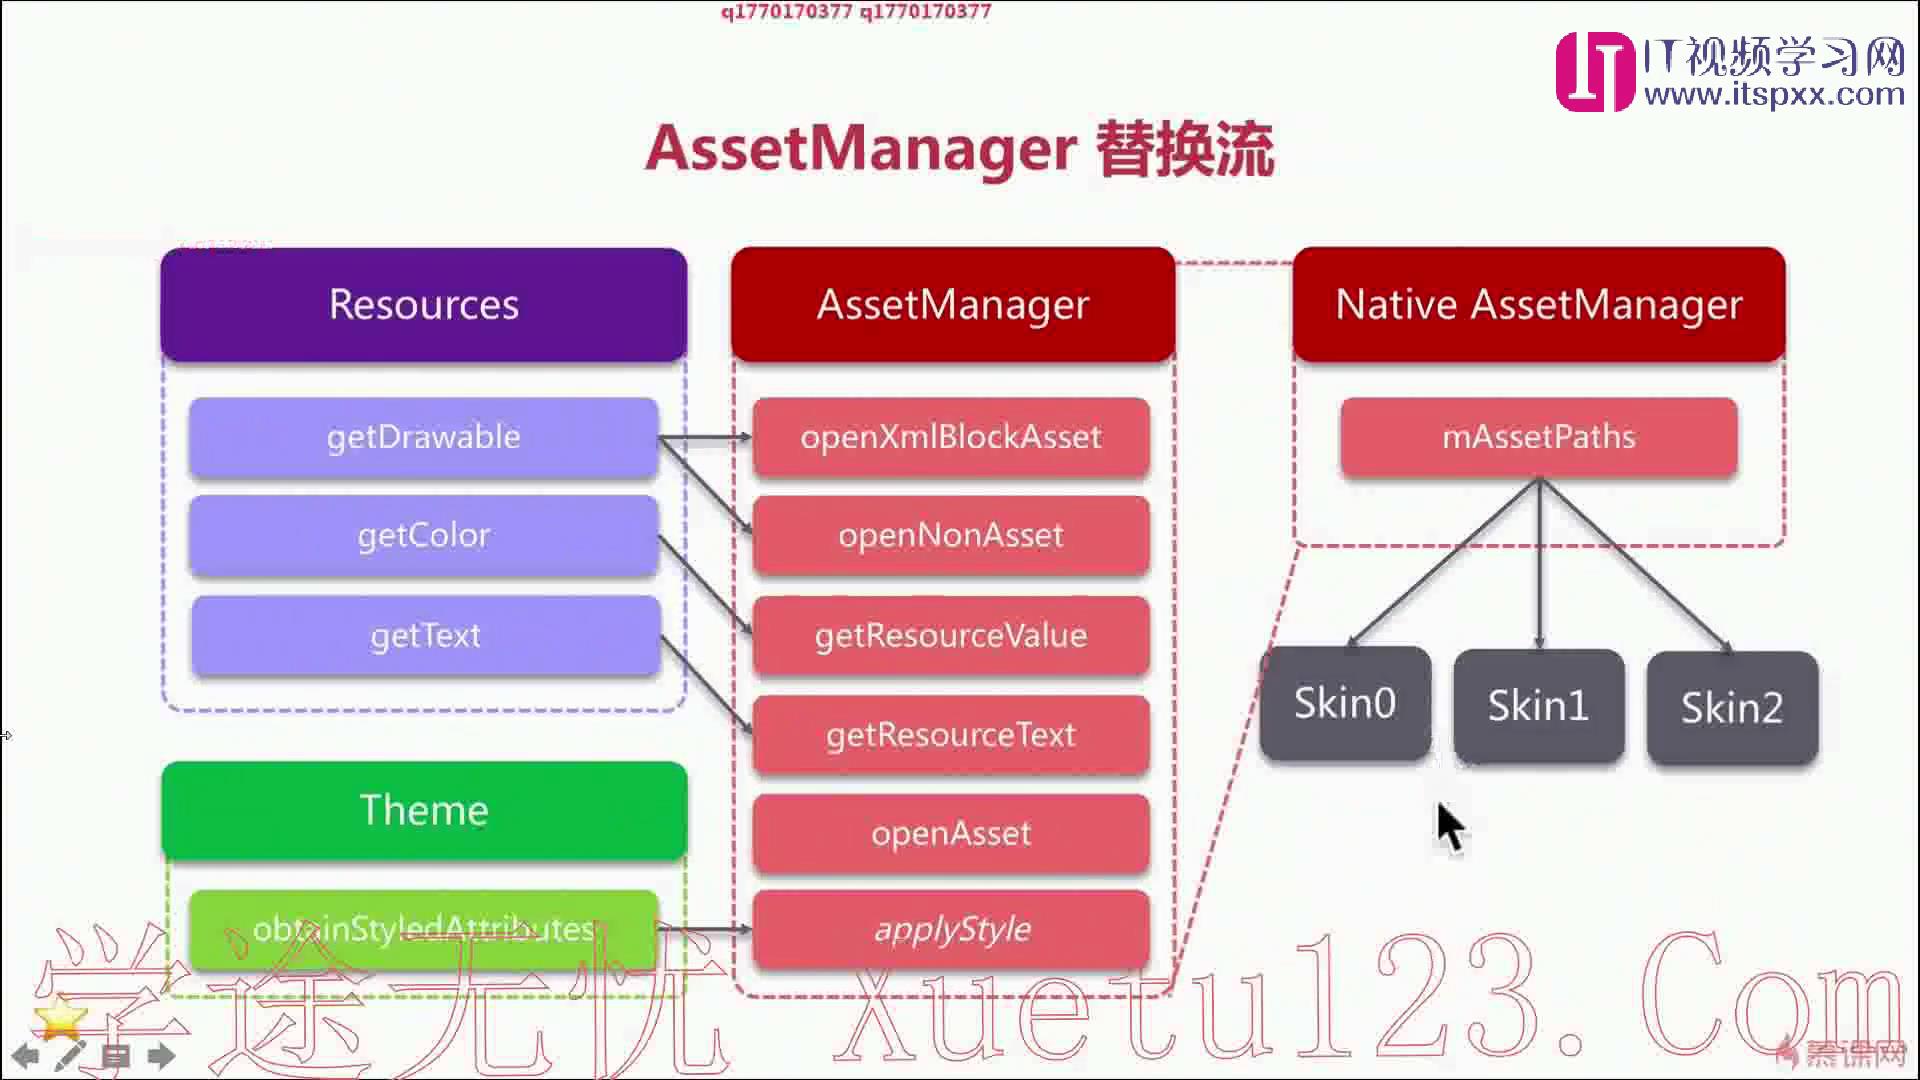 q1770170377 q1770170377
IT视频学习网
www.itspxx.com
AssetManager 替换流
Resources
getDrawable
getColor
getText
Theme
obtainStyledAttributes
AssetManager
openXmlBlockAsset
openNonAsset
getResourceValue
getResourceText
openAsset
applyStyle
Native AssetManager
mAssetPaths
Skin0
Skin1
Skin2
学途无忧 Xuetu123.Com
慕课网